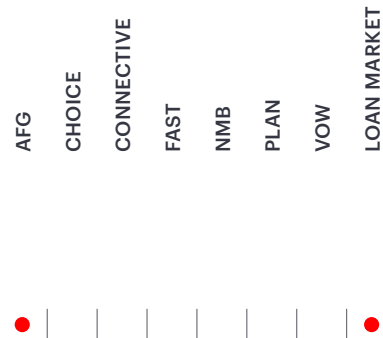 AFG
CHOICE
CONNECTIVE
FAST
NMB
PLAN
VOW
LOAN MARKET